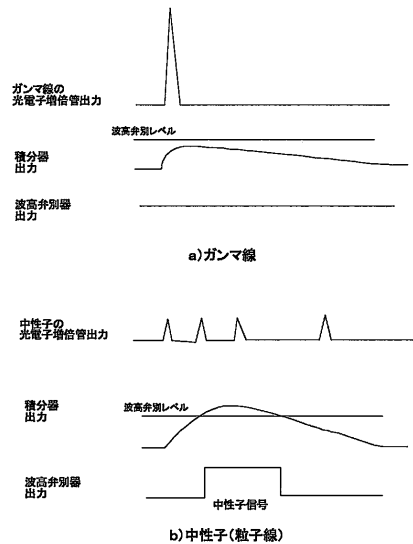 ガンマ線の
光電子増倍管出力
波高弁別レベル
積分器
出力
波高弁別器
出力
a)ガンマ線
中性子の
光電子増倍管出力
積分器
出力
波高弁別レベル
波高弁別器
出力
中性子信号
b)中性子(粒子線)